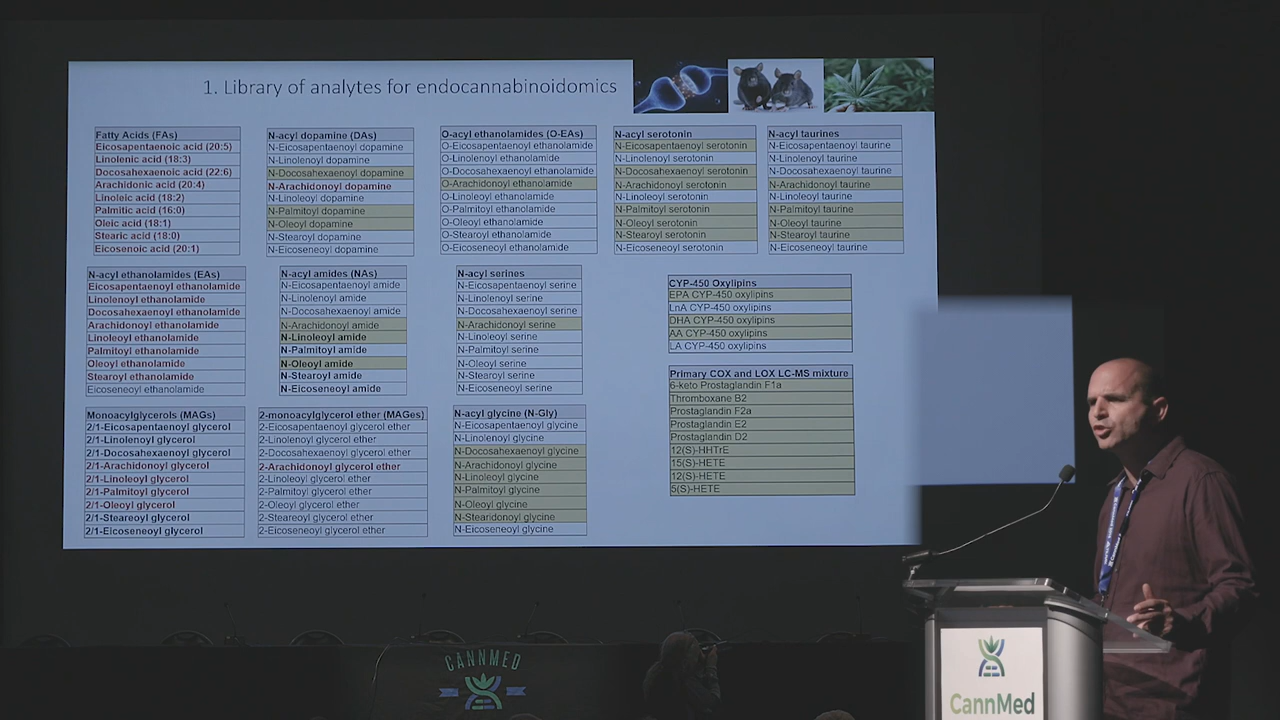 1. Library of analytes for endocannabinoidomics
Fatty Acids (FAs)
Eicosapentaenoic acid (20:5)
Linolenic acid (18:3)
Docosahexaenoic acid (22:6)
Arachidonic acid (20:4)
Linoleic acid (18:2)
Palmitic acid (16:0)
Oleic acid (18:1)
Stearic acid (18:0)
Eicosenoic acid (20:1)
N-acyl dopamine (DAs)
N-Eicosapentaenoyl dopamine
N-Linolenoyl dopamine
N-Docosahexaenoyl dopamine
N-Arachidonoyl dopamine
N-Linoleoyl dopamine
N-Palmitoyl dopamine
N-Oleoyl dopamine
N-Stearoyl dopamine
N-Eicoseneoyl dopamine
O-acyl ethanolamides (O-EAs)
O-Eicosapentaenoyl ethanolamide
O-Linolenoyl ethanolamide
O-Docosahexaenoyl ethanolamide
O-Arachidonoyl ethanolamide
O-Linoleoyl ethanolamide
O-Palmitoyl ethanolamide
O-Oleoyl ethanolamide
O-Stearoyl ethanolamide
O-Eicoseneoyl ethanolamide
N-acyl serotonin
N-Eicosapentaenoyl serotonin
N-Linolenoyl serotonin
N-Docosahexaenoyl serotonin
N-Arachidonoyl serotonin
N-Linoleoyl serotonin
N-Palmitoyl serotonin
N-Oleoyl serotonin
N-Stearoyl serotonin
N-Eicoseneoyl serotonin
N-acyl taurines
N-Eicosapentaenoyl taurine
N-Linolenoyl taurine
N-Docosahexaenoyl taurine
N-Arachidonoyl taurine
N-Linoleoyl taurine
N-Palmitoyl taurine
N-Oleoyl taurine
N-Stearoyl taurine
N-Eicoseneoyl taurine
N-acyl ethanolamides (EAs)
Eicosapentaenoyl ethanolamide
Linolenoyl ethanolamide
Docosahexaenoyl ethanolamide
Arachidonoyl ethanolamide
Linoleoyl ethanolamide
Palmitoyl ethanolamide
Oleoyl ethanolamide
Stearoyl ethanolamide
Eicoseneoyl ethanolamide
N-acyl amides (NAs)
N-Eicosapentaenoyl amide
N-Linolenoyl amide
N-Docosahexaenoyl amide
N-Arachidonoyl amide
N-Linoleoyl amide
N-Palmitoyl amide
N-Oleoyl amide
N-Stearoyl amide
N-Eicoseneoyl amide
N-acyl serines
N-Eicosapentaenoyl serine
N-Linolenoyl serine
N-Docosahexaenoyl serine
N-Arachidonoyl serine
N-Linoleoyl serine
N-Palmitoyl serine
N-Oleoyl serine
N-Stearoyl serine
N-Eicoseneoyl serine
CYP-450 Oxylipins
EPA CYP-450 oxylipins
LnA CYP-450 oxylipins
DHA CYP-450 oxylipins
AA CYP-450 oxylipins
LA CYP-450 oxylipins
Monoacylglycerols (MAGs)
2/1-Eicosapentaenoyl glycerol
2/1-Linolenoyl glycerol
2/1-Docosahexaenoyl glycerol
2/1-Arachidonoyl glycerol
2/1-Linoleoyl glycerol
2/1-Palmitoyl glycerol
2/1-Oleoyl glycerol
2/1-Steareoyl glycerol
2/1-Eicoseneoyl glycerol
2-monoacylglycerol ether (MAGes)
2-Eicosapentaenoyl glycerol ether
2-Linolenoyl glycerol ether
2-Docosahexaenoyl glycerol ether
2-Arachidonoyl glycerol ether
2-Linoleoyl glycerol ether
2-Palmitoyl glycerol ether
2-Oleoyl glycerol ether
2-Steareoyl glycerol ether
2-Eicoseneoyl glycerol ether
N-acyl glycine (N-Gly)
N-Eicosapentaenoyl glycine
N-Linolenoyl glycine
N-Docosahexaenoyl glycine
N-Arachidonoyl glycine
N-Linoleoyl glycine
N-Palmitoyl glycine
N-Oleoyl glycine
N-Stearidonoyl glycine
N-Eicoseneoyl glycine
Primary COX and LOX LC-MS mixture
6-keto Prostaglandin F1a
Thromboxane B2
Prostaglandin F2a
Prostaglandin E2
Prostaglandin D2
12(S)-HHTrE
15(S)-HETE
12(S)-HETE
5(S)-HETE
CANNMED
CannMed